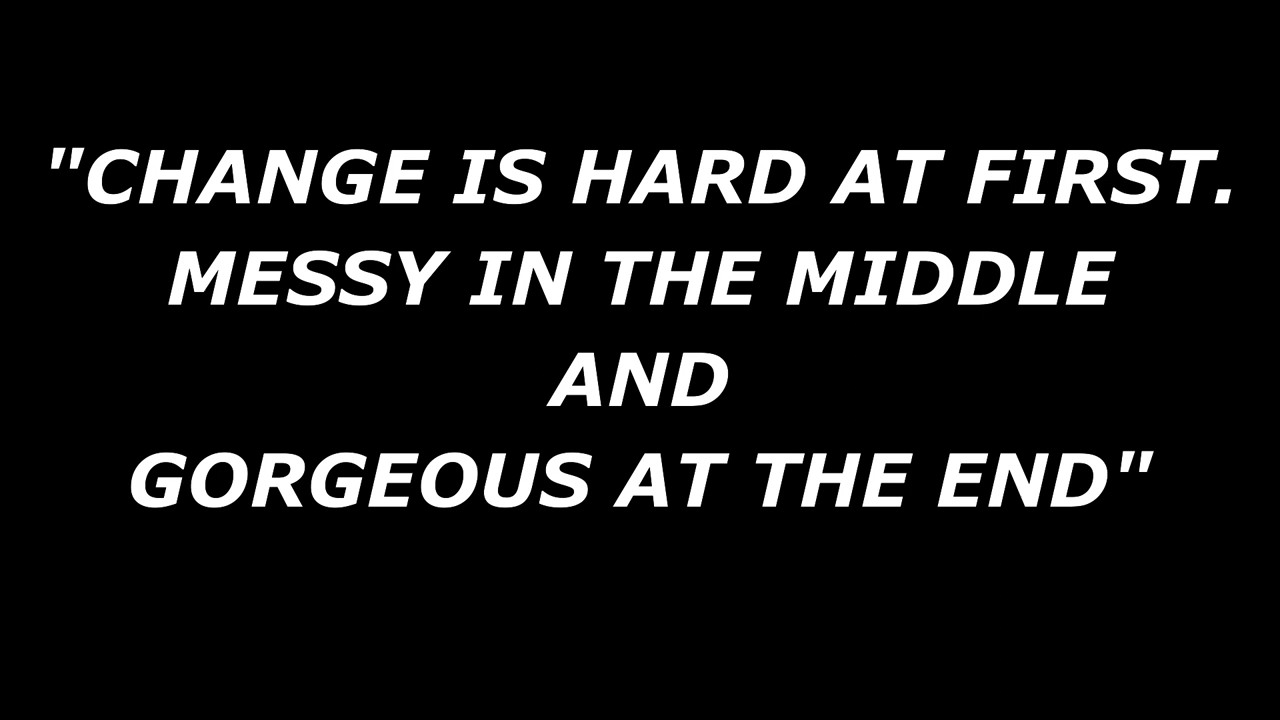 "CHANGE IS HARD AT FIRST.
MESSY IN THE MIDDLE
AND
GORGEOUS AT THE END"